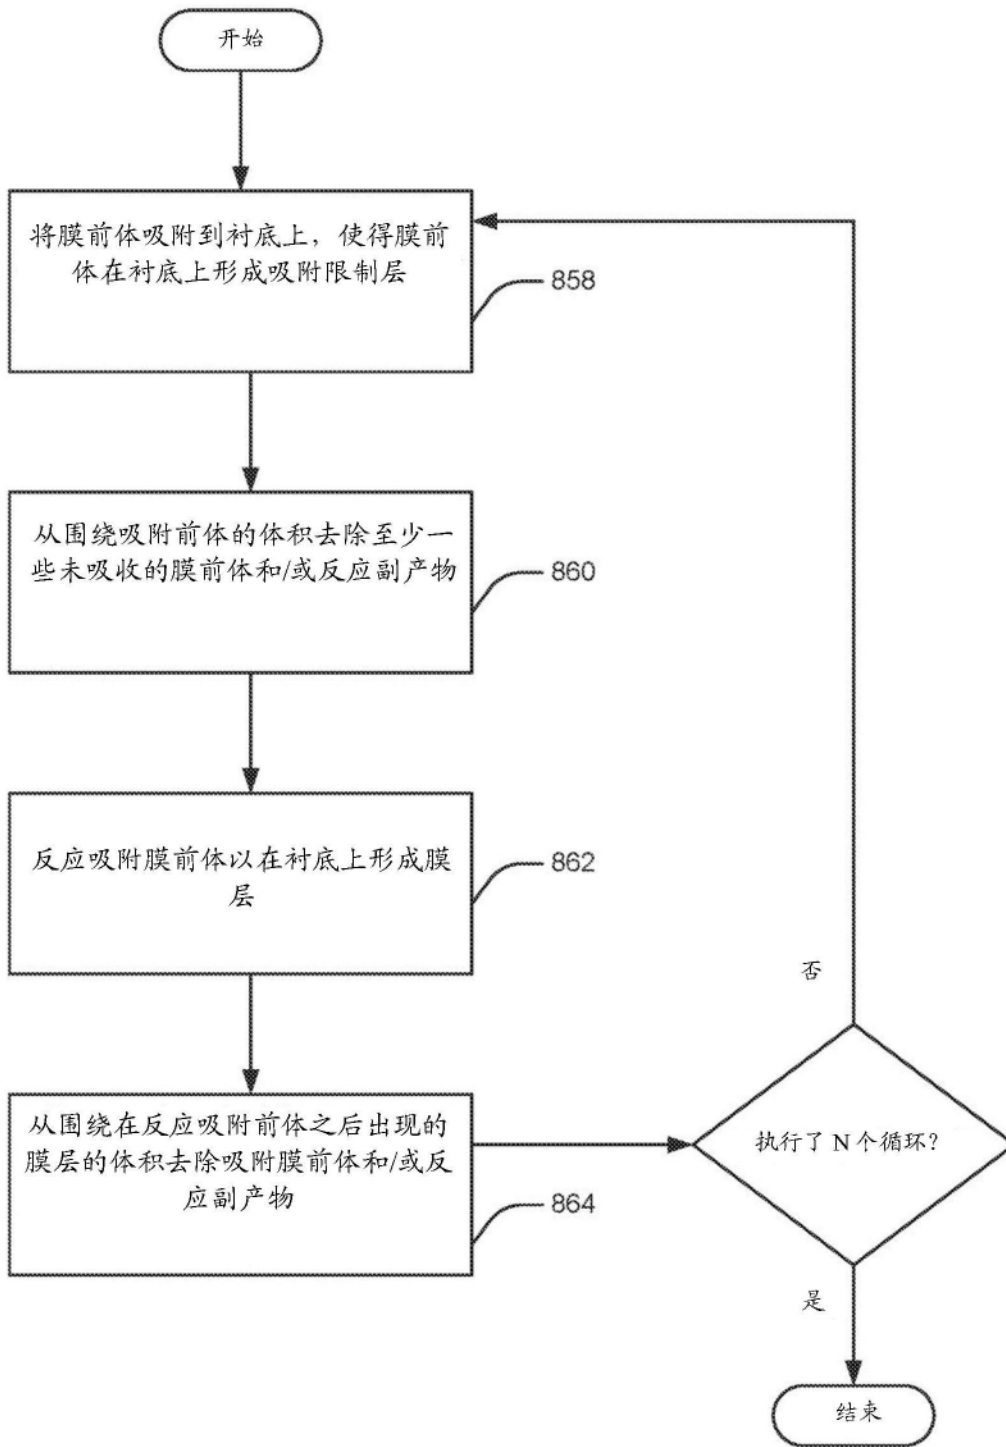 开始
将膜前体吸附到衬底上，使得膜前
体在衬底上形成吸附限制层
858
从围绕吸附前体的体积去除至少一
些未吸收的膜前体和/或反应副产物
860
反应吸附膜前体以在衬底上形成膜
层
862
否
从围绕在反应吸附前体之后出现的
膜层的体积去除吸附膜前体和/或反
应副产物
864
执行了 N 个循环?
是
结束